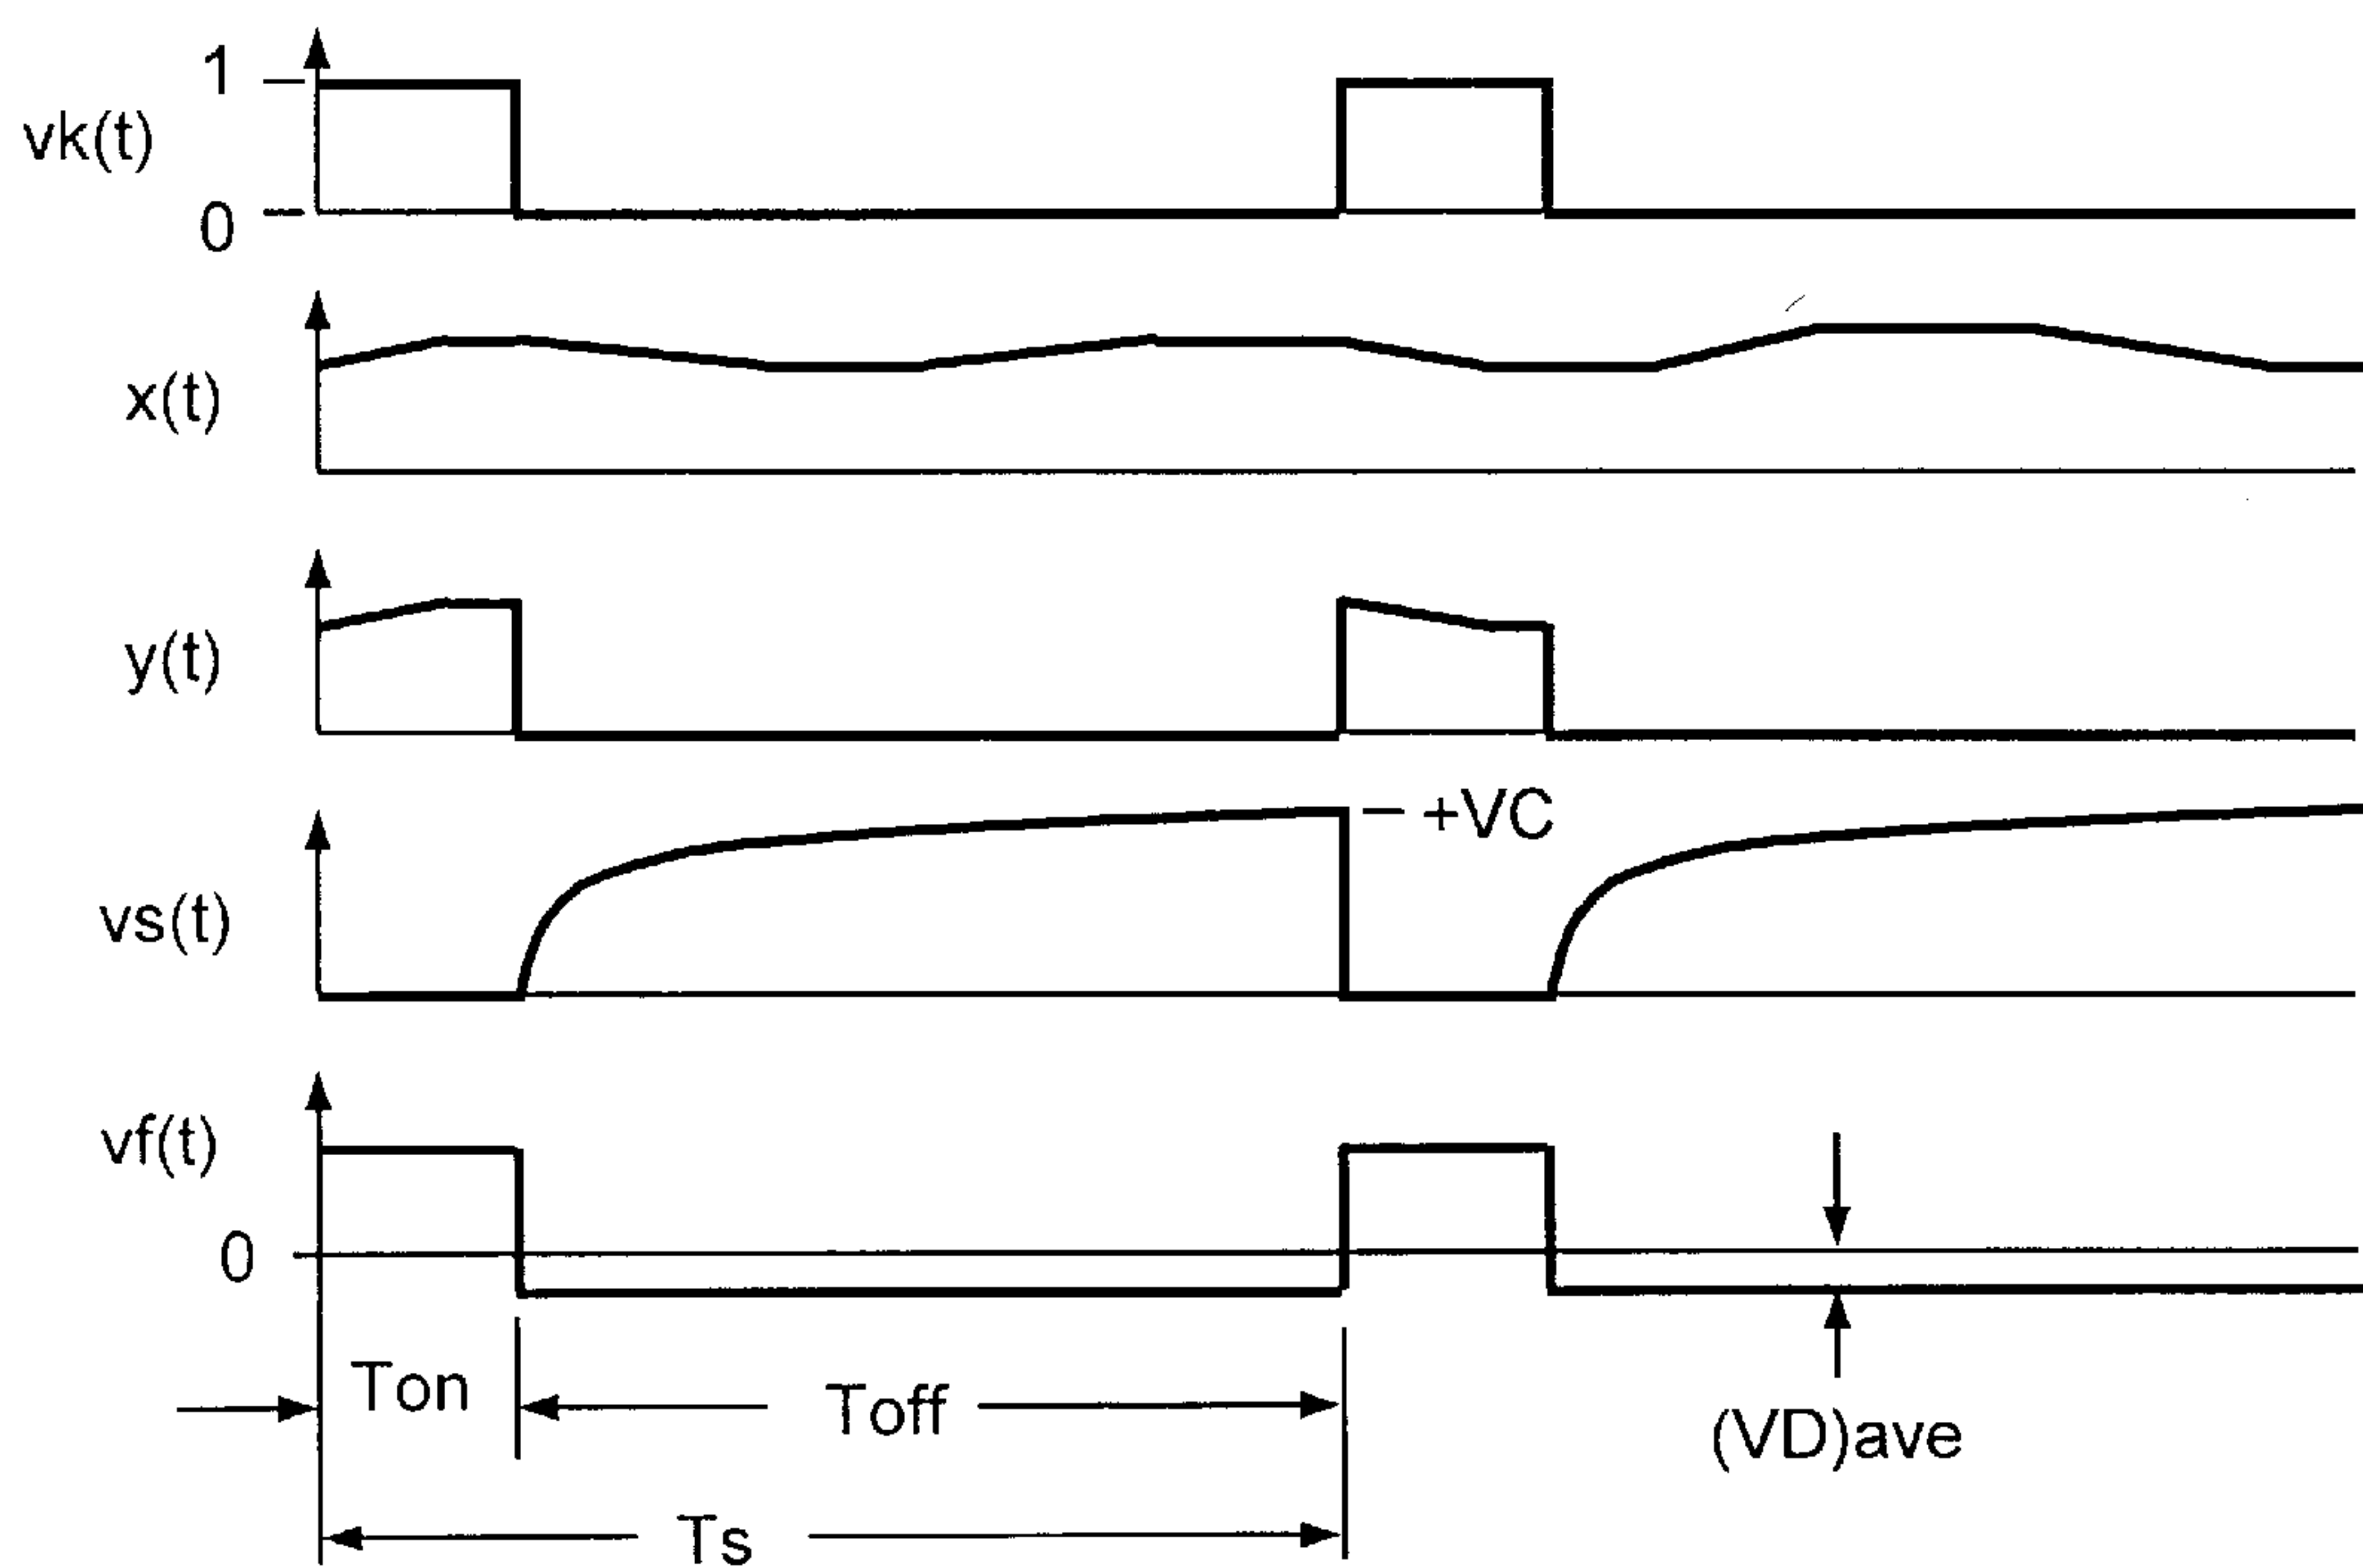 1
vk(t)
0
x(t)
y(t)
+VC
vs(t)
vf(t)
0
Ton
Toff
(VD)ave
Ts